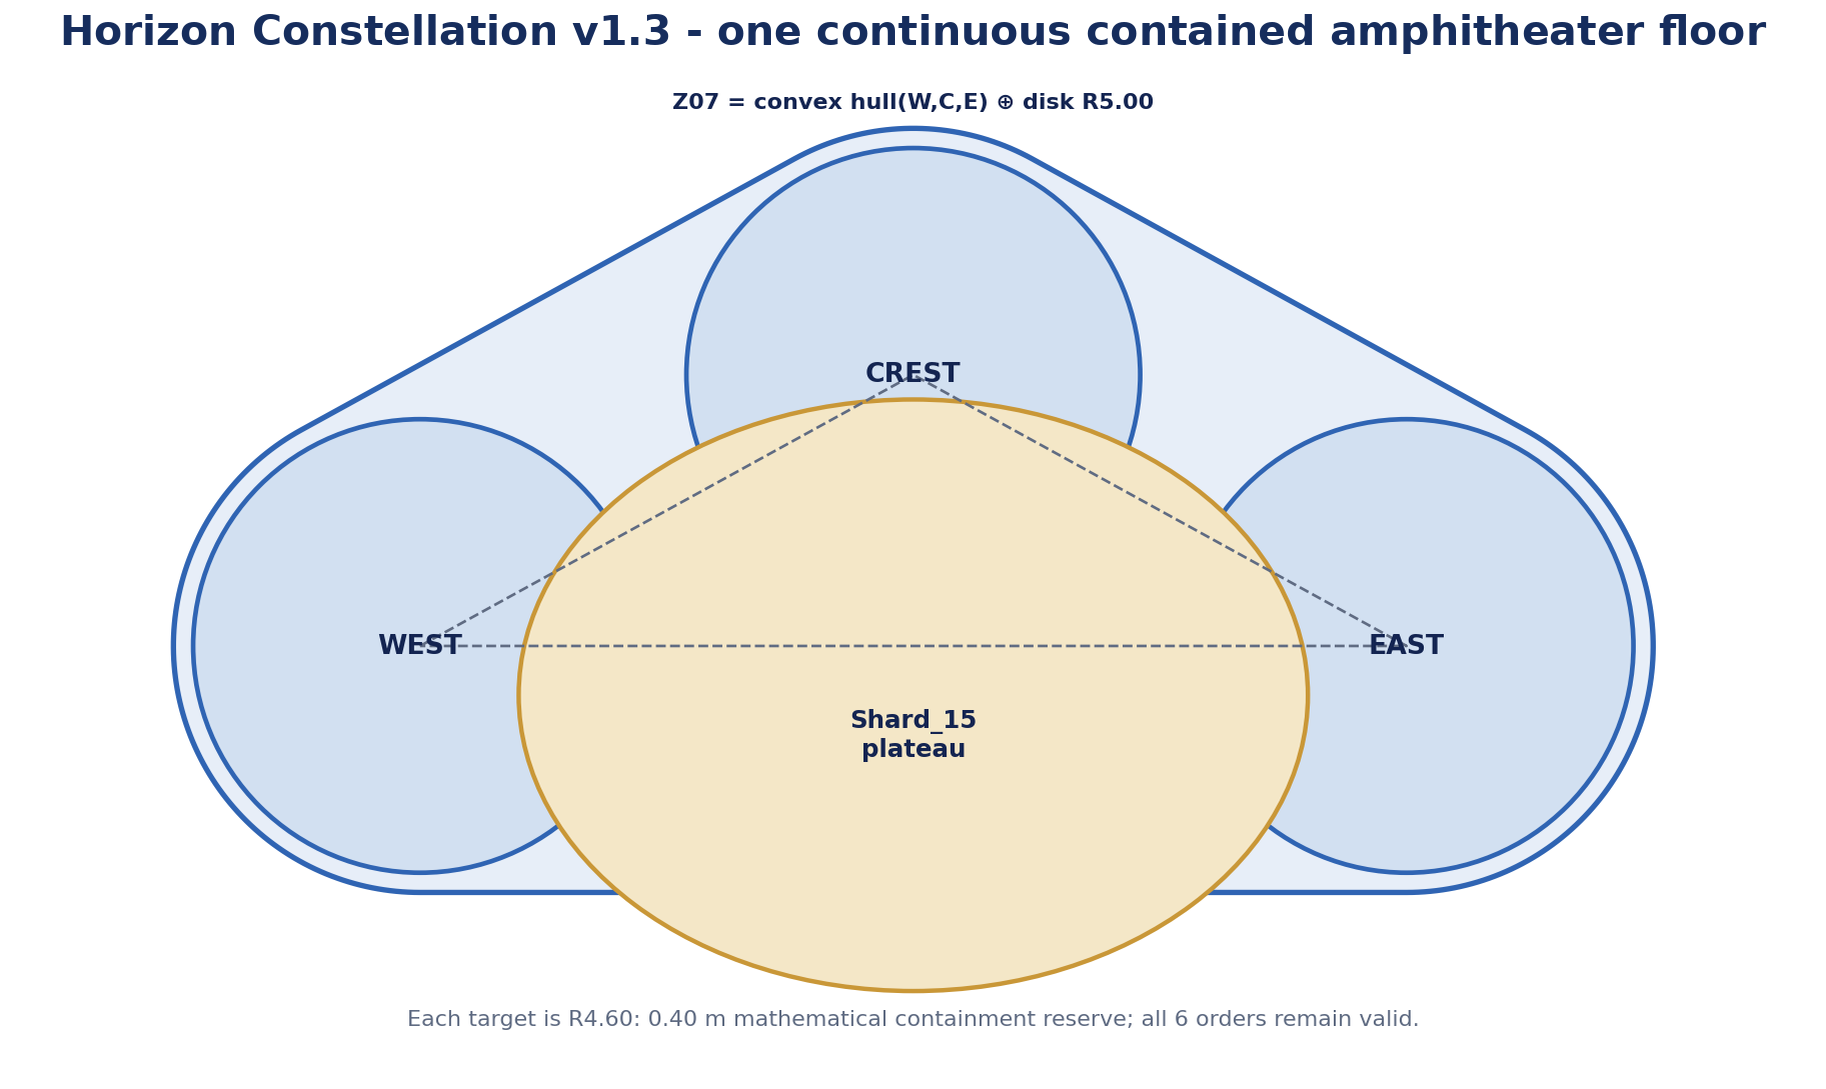 Horizon Constellation v1.3 - one continuous contained amphitheater floor
Z07 = convex hull(W,C,E) ⊕ disk R5.00
CREST
WEST
EAST
Shard_15
plateau
Each target is R4.60: 0.40 m mathematical containment reserve; all 6 orders remain valid.